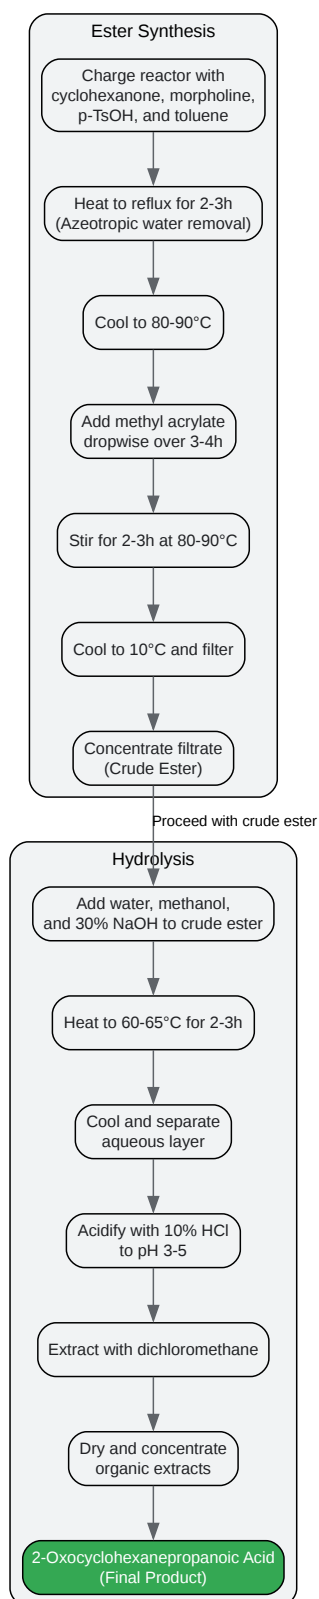 Ester Synthesis
Charge reactor with
cyclohexanone, morpholine,
p-TsOH, and toluene
Heat to reflux for 2-3h
(Azeotropic water removal)
Cool to 80-90°C
Add methyl acrylate
dropwise over 3-4h
Stir for 2-3h at 80-90°C
Cool to 10°C and filter
Concentrate filtrate
(Crude Ester)
Proceed with crude ester
Hydrolysis
Add water, methanol,
and 30% NaOH to crude ester
Heat to 60-65°C for 2-3h
Cool and separate
aqueous layer
Acidify with 10% HCl
to pH 3-5
Extract with dichloromethane
Dry and concentrate
organic extracts
2-Oxocyclohexanepropanoic Acid
(Final Product)